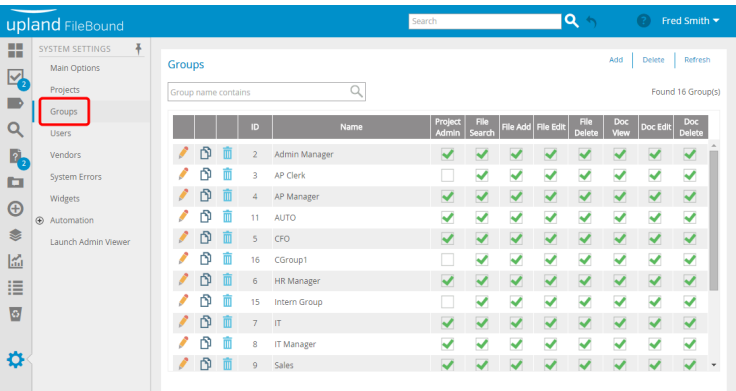 upland FileBound
Search
? Fred Smith
SYSTEM SETTINGS
Main Options
Projects
Groups
Users
Vendors
System Errors
Widgets
Automation
Launch Admin Viewer
2
2
Groups
Add Delete Refresh
Group name contains
Found 16 Group(s)
ID Name Project Admin File Search File Add File Edit File Delete Doc View Doc Edit Doc Delete
2 Admin Manager
3 AP Clerk
4 AP Manager
11 AUTO
5 CFO
16 CGroup1
6 HR Manager
15 Intern Group
7 IT
8 IT Manager
9 Sales